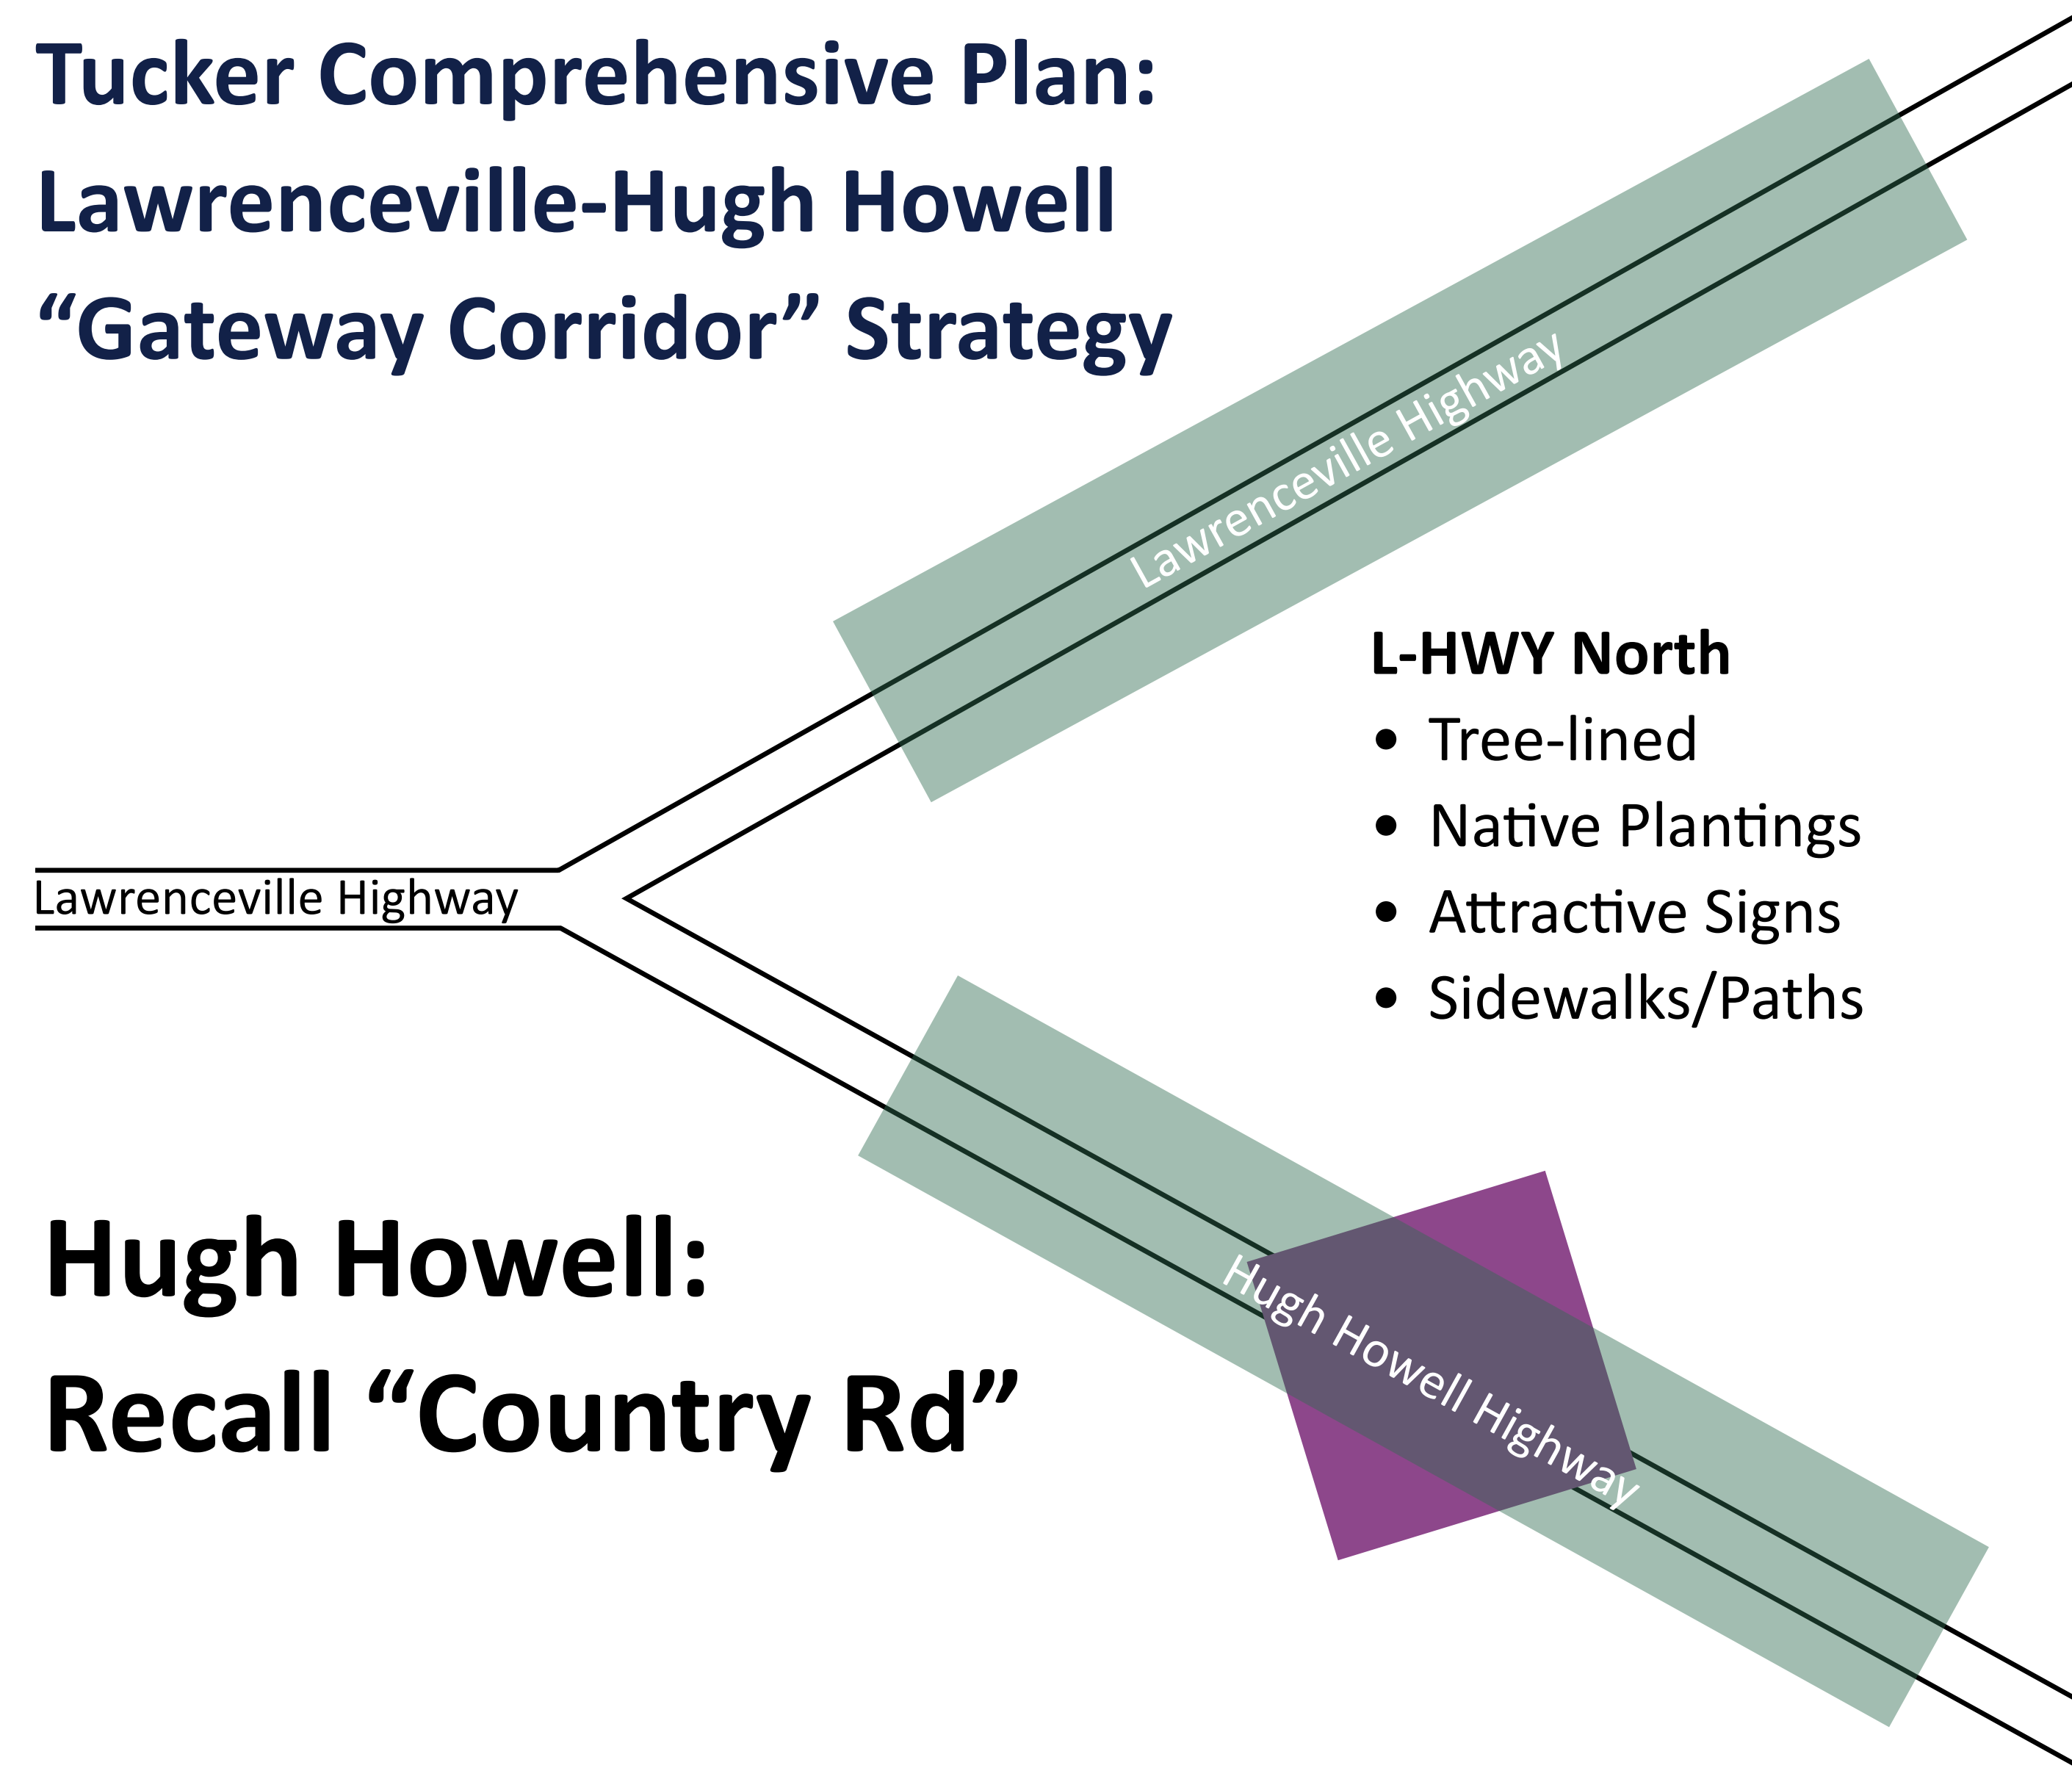 Tucker Comprehensive Plan:
Lawrenceville-Hugh Howell
“Gateway Corridor” Strategy
Lawrenceville Highway
L-HWY North
• Tree-lined
• Native Plantings
• Attractive Signs
• Sidewalks/Paths
Lawrenceville Highway
Hugh Howell:
Recall “Country Rd”
Hugh Howell Highway